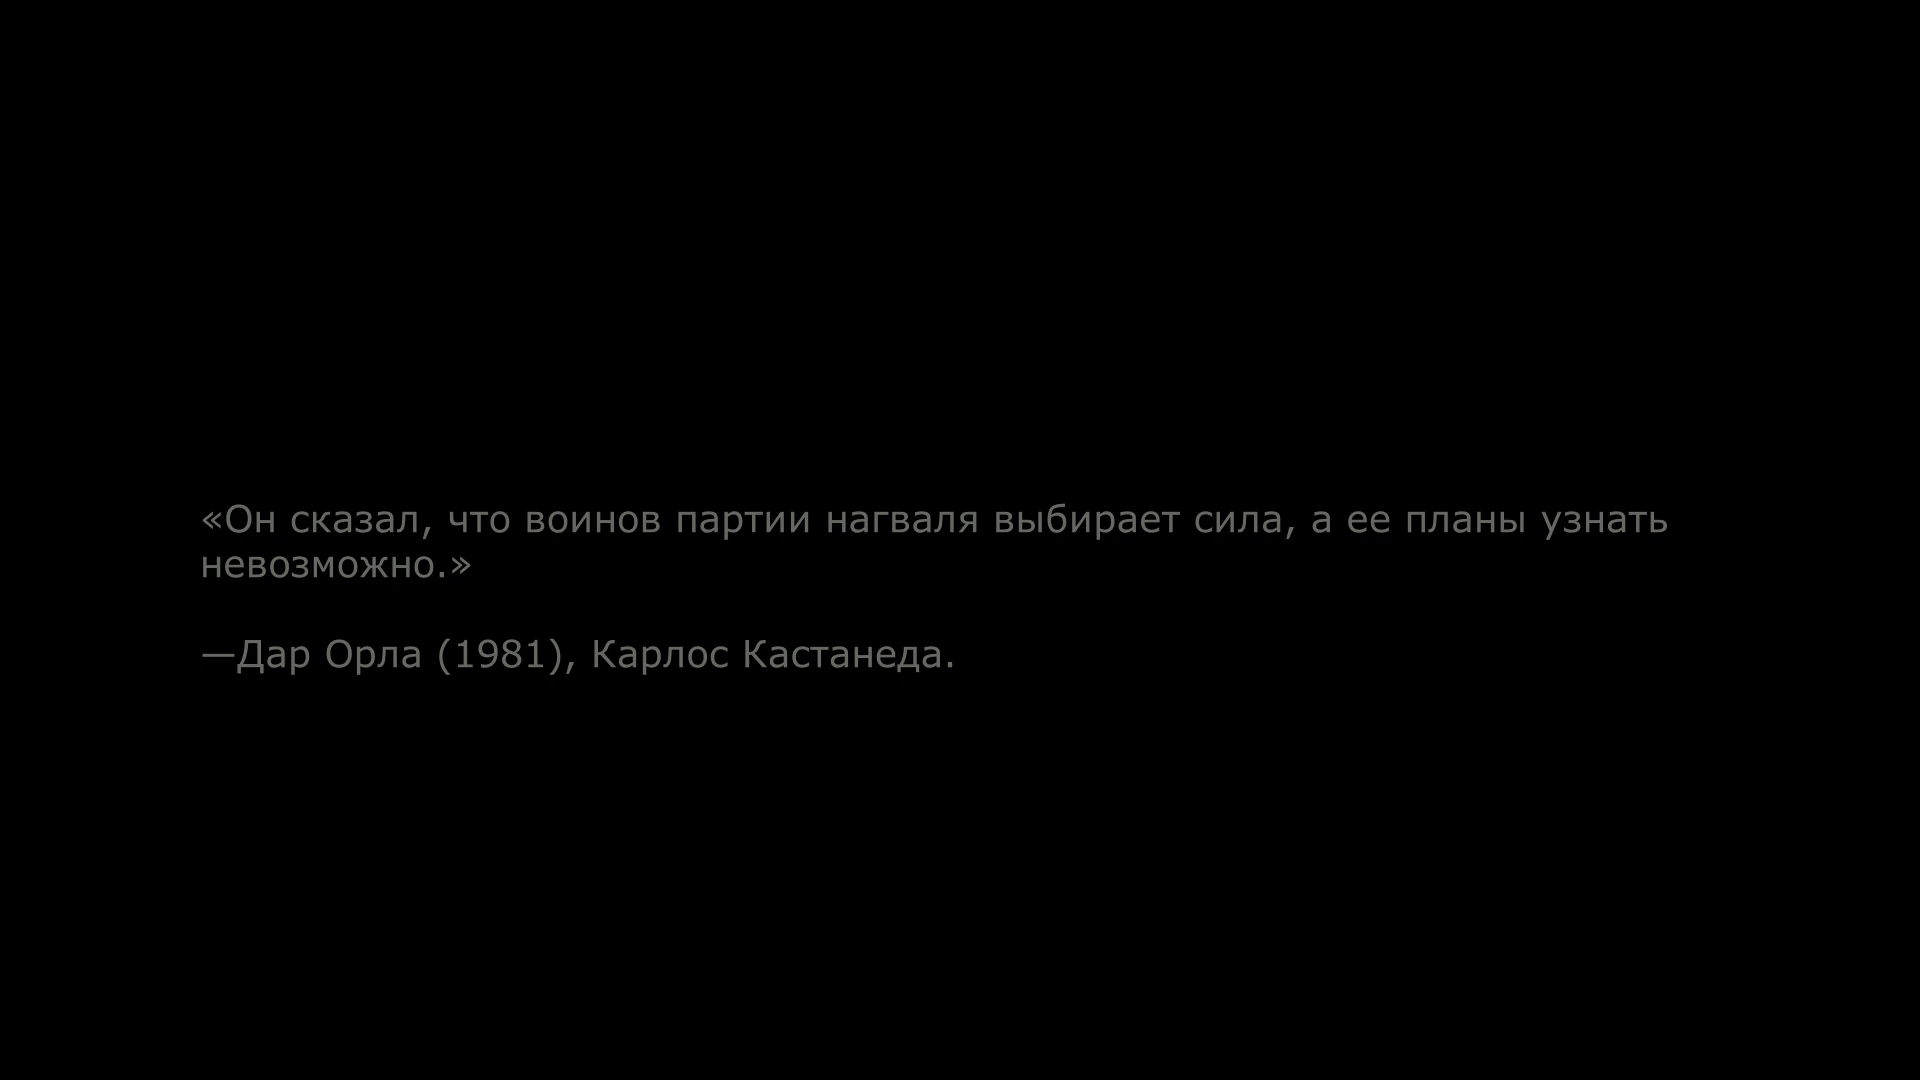 «Он сказал, что воинов партии нагваля выбирает сила, а ее планы узнать
невозможно.»
—Дар Орла (1981), Карлос Кастанеда.